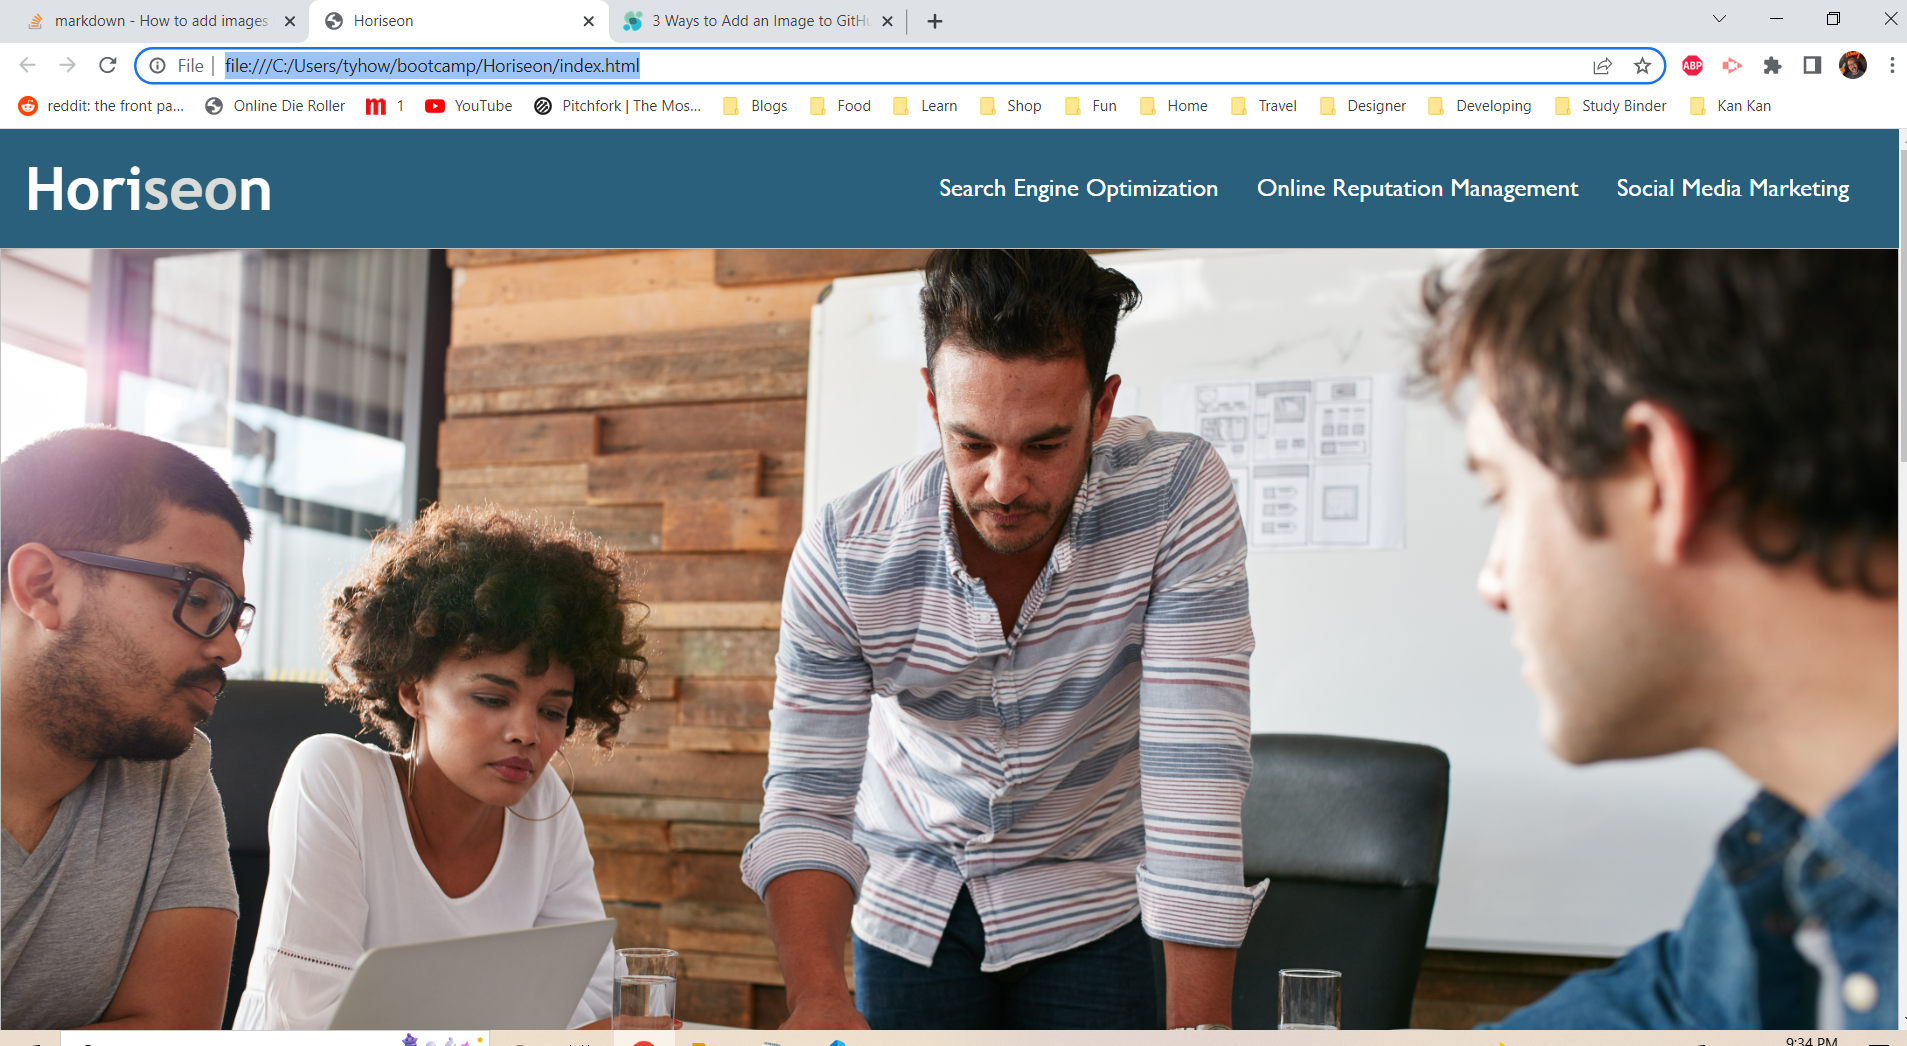 markdown - How to add images
Horiseon
3 Ways to Add an Image to GitHu
File file:///C:/Users/tyhow/bootcamp/Horiseon/index.html
ABP
reddit: the front pa... Online Die Roller 1 YouTube Pitchfork | The Mos... Blogs Food Learn Shop Fun Home Travel Designer Developing Study Binder Kan Kan
Horiseon
Search Engine Optimization Online Reputation Management Social Media Marketing
9:34 PM